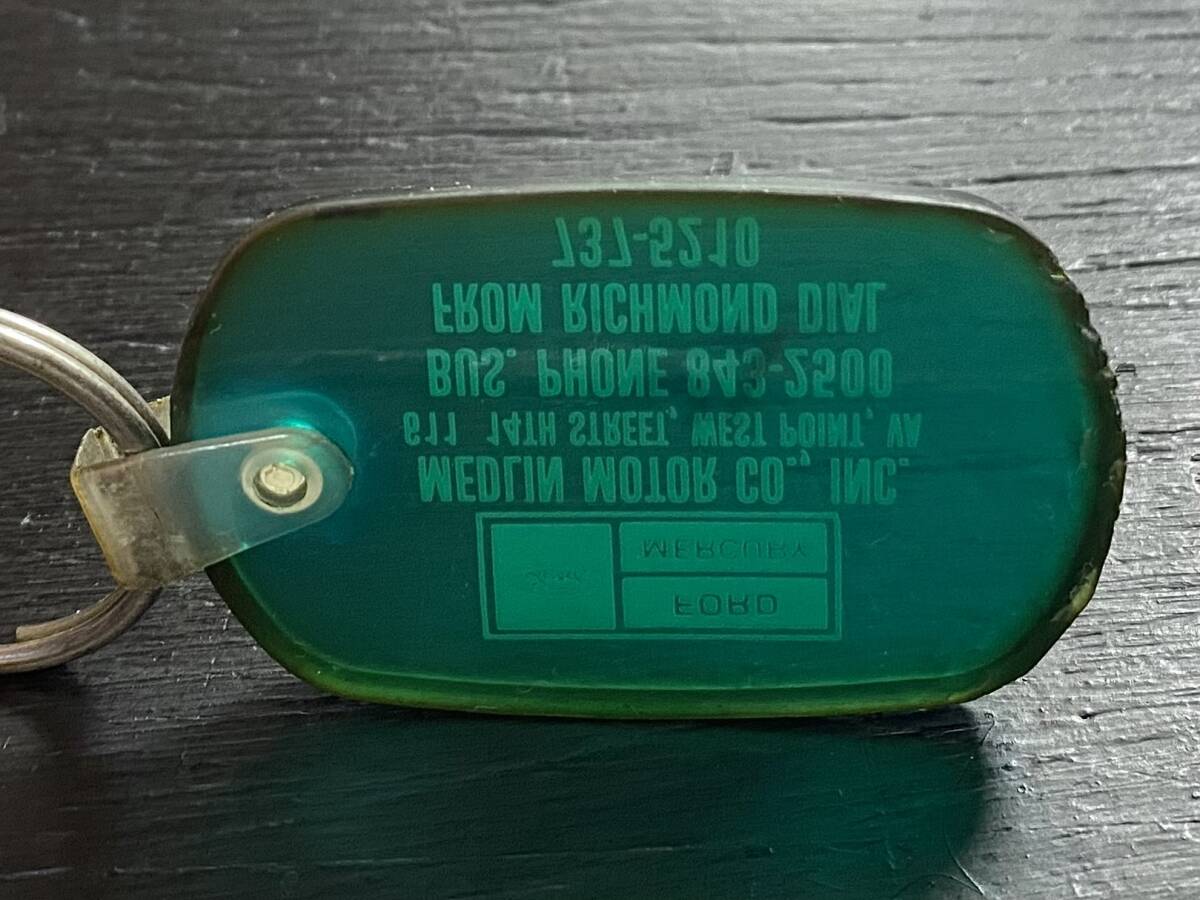 Ford
FORD
MERCURY
MEDLIN MOTOR CO., INC.
611 14TH STREET, WEST POINT, VA
BUS. PHONE 843-2500
FROM RICHMOND DIAL
737-5210